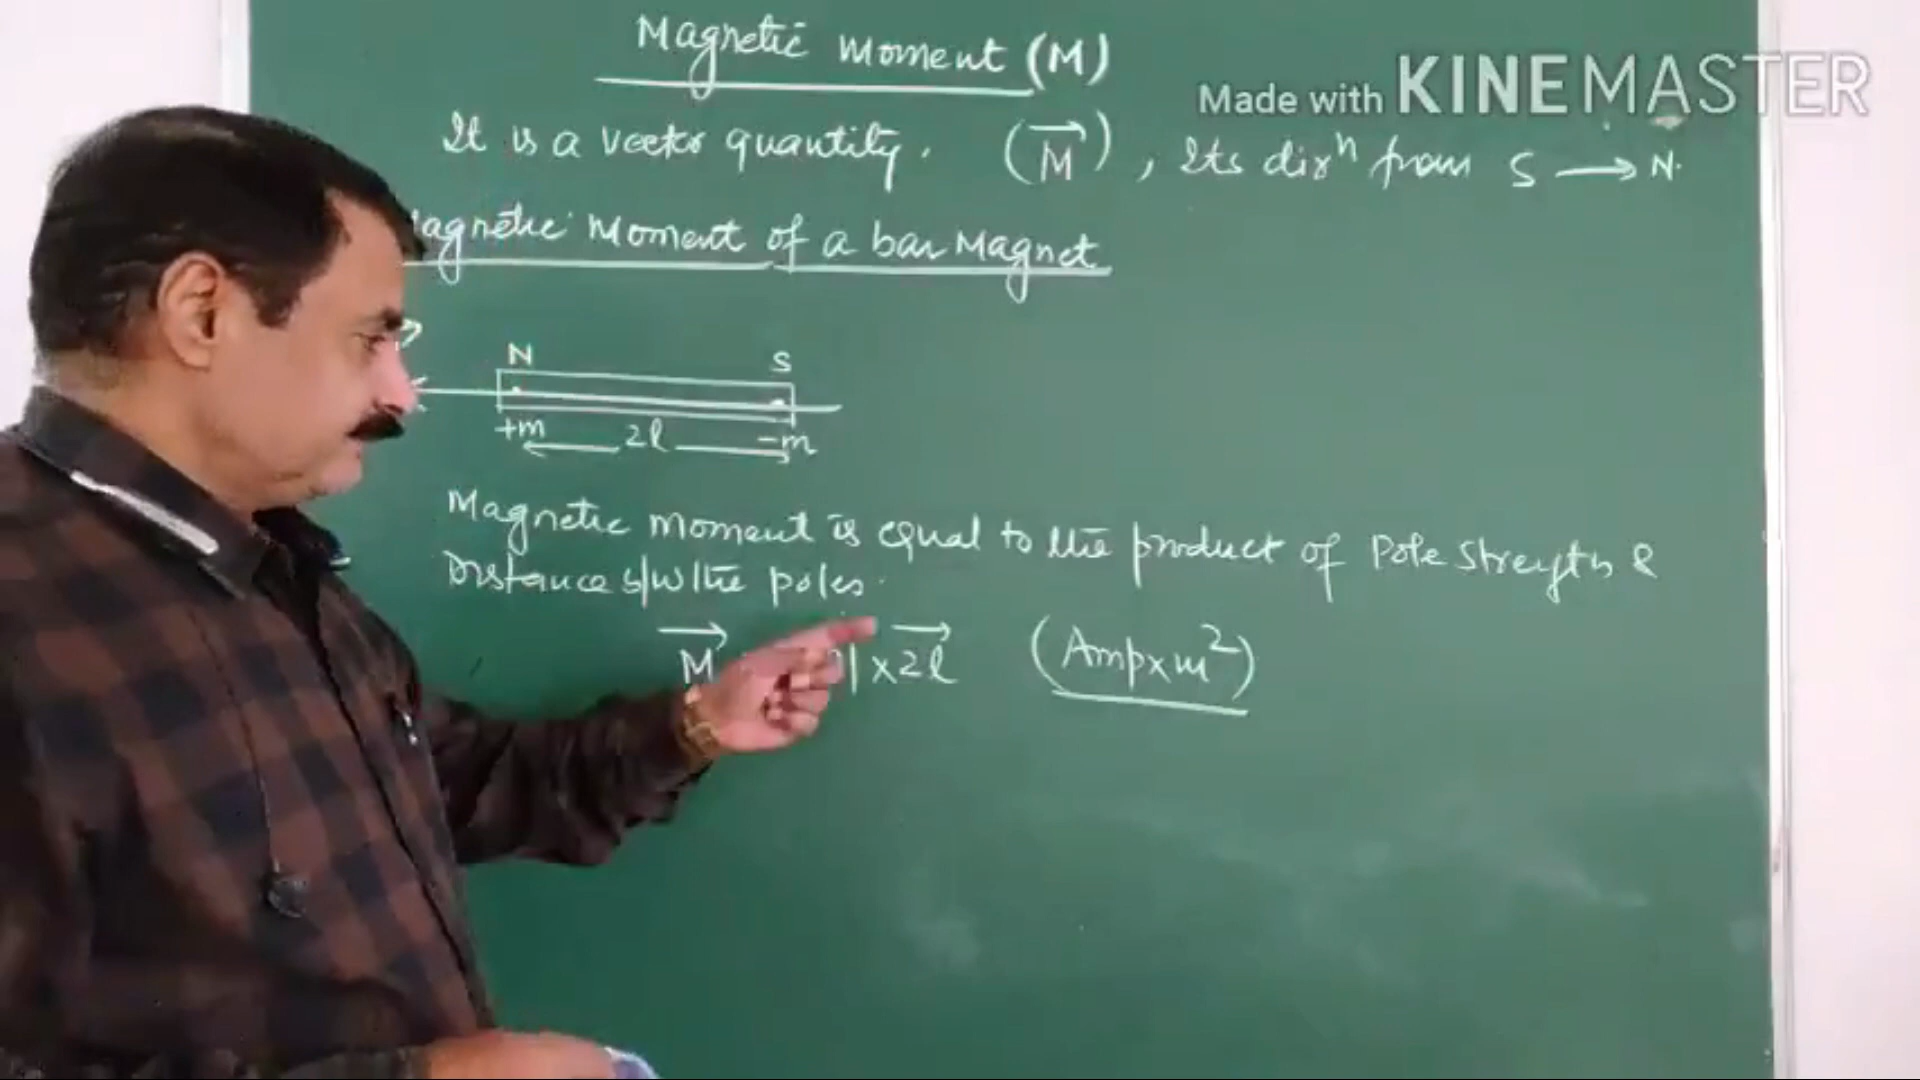 Magnetic Moment (M)
Made with KINEMASTER
It is a vector quantity. (M⃗), Its dirⁿ from S ⟶ N.
agnetic Moment of a bar Magnet
N S
+m 2l -m
Magnetic moment is equal to the product of Pole Strength &
Distance b/w the poles.
M⃗ | x 2l⃗ (Amp x m²)